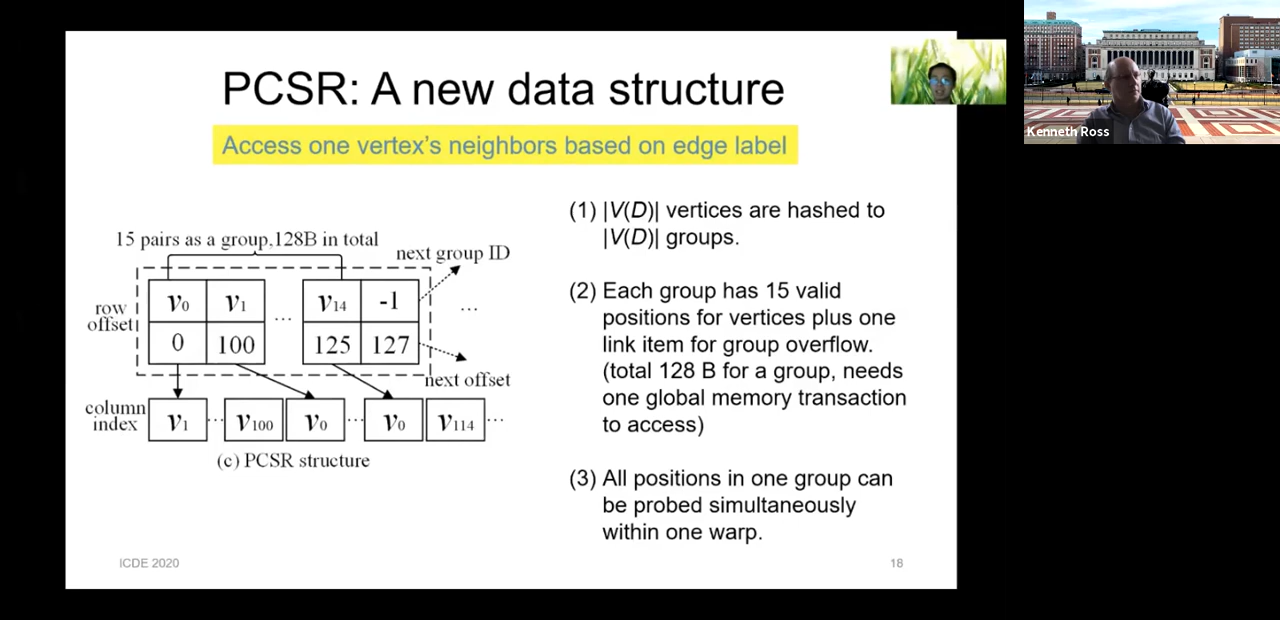 PCSR: A new data structure
Access one vertex's neighbors based on edge label
15 pairs as a group,128B in total
next group ID
row
offset
v0 v1 ... v14 -1 ...
0 100 125 127
next offset
column
index
v1 ... v100 v0 ... v0 v114 ...
(c) PCSR structure
(1) |V(D)| vertices are hashed to
|V(D)| groups.
(2) Each group has 15 valid
positions for vertices plus one
link item for group overflow.
(total 128 B for a group, needs
one global memory transaction
to access)
(3) All positions in one group can
be probed simultaneously
within one warp.
ICDE 2020
18
Kenneth Ross